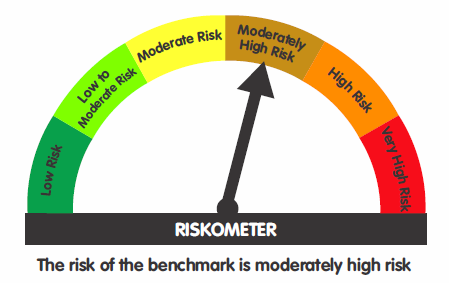 Low Risk
Low to
Moderate Risk
Moderate Risk
Moderately
High Risk
High Risk
Very High Risk
RISKOMETER
The risk of the benchmark is moderately high risk